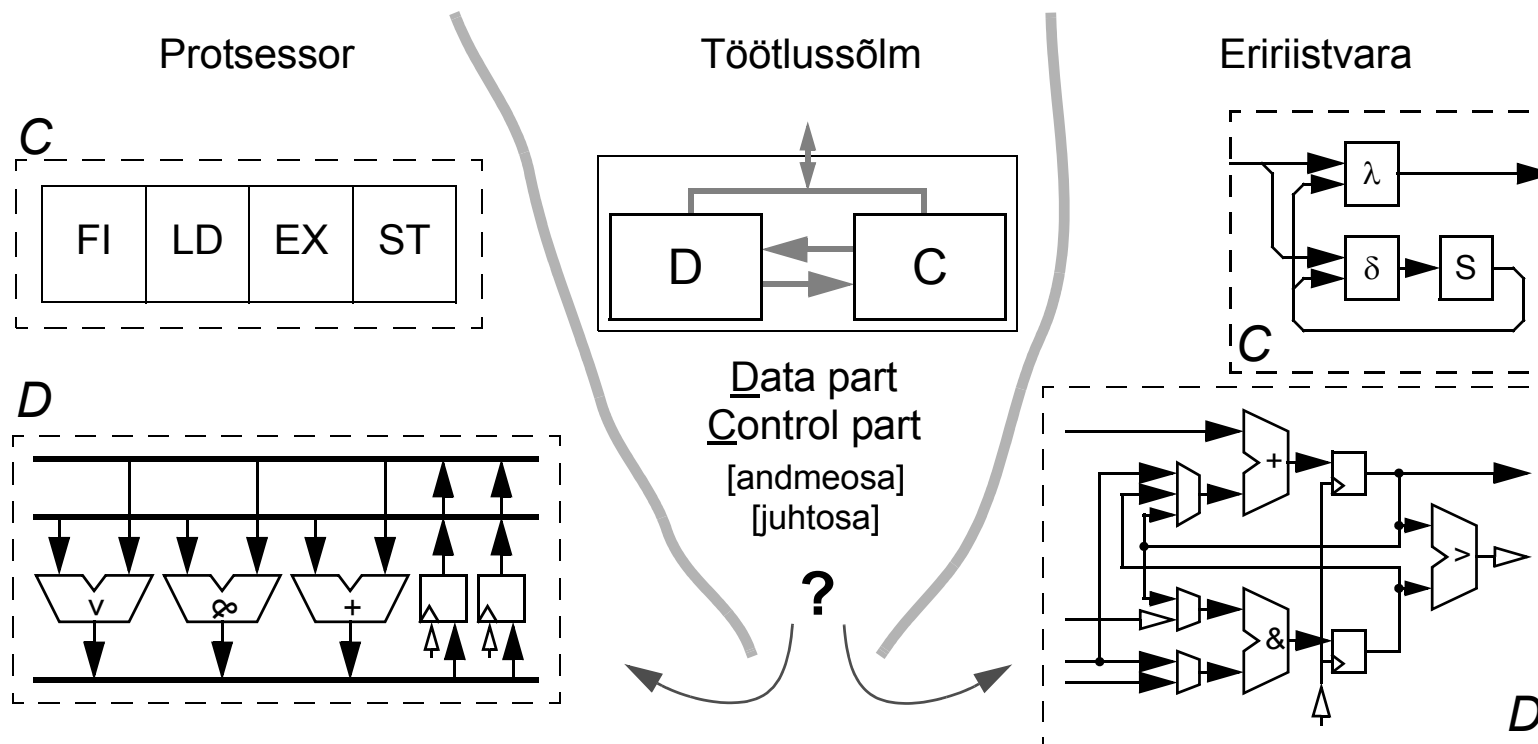 Protsessor
Töötlussõlm
Eririistvara
C
FI LD EX ST
D C
λ
δ S
C
Data part
Control part
[andmeosa]
[juhtosa]
?
D
+
&
>
D